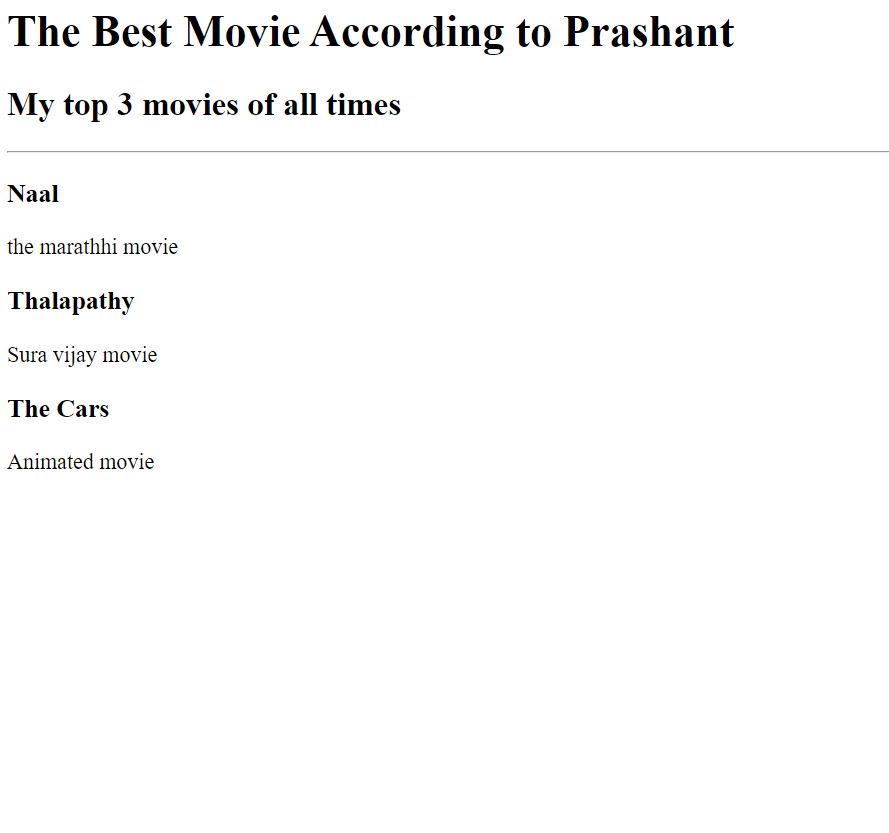 The Best Movie According to Prashant
My top 3 movies of all times
Naal
the marathhi movie
Thalapathy
Sura vijay movie
The Cars
Animated movie